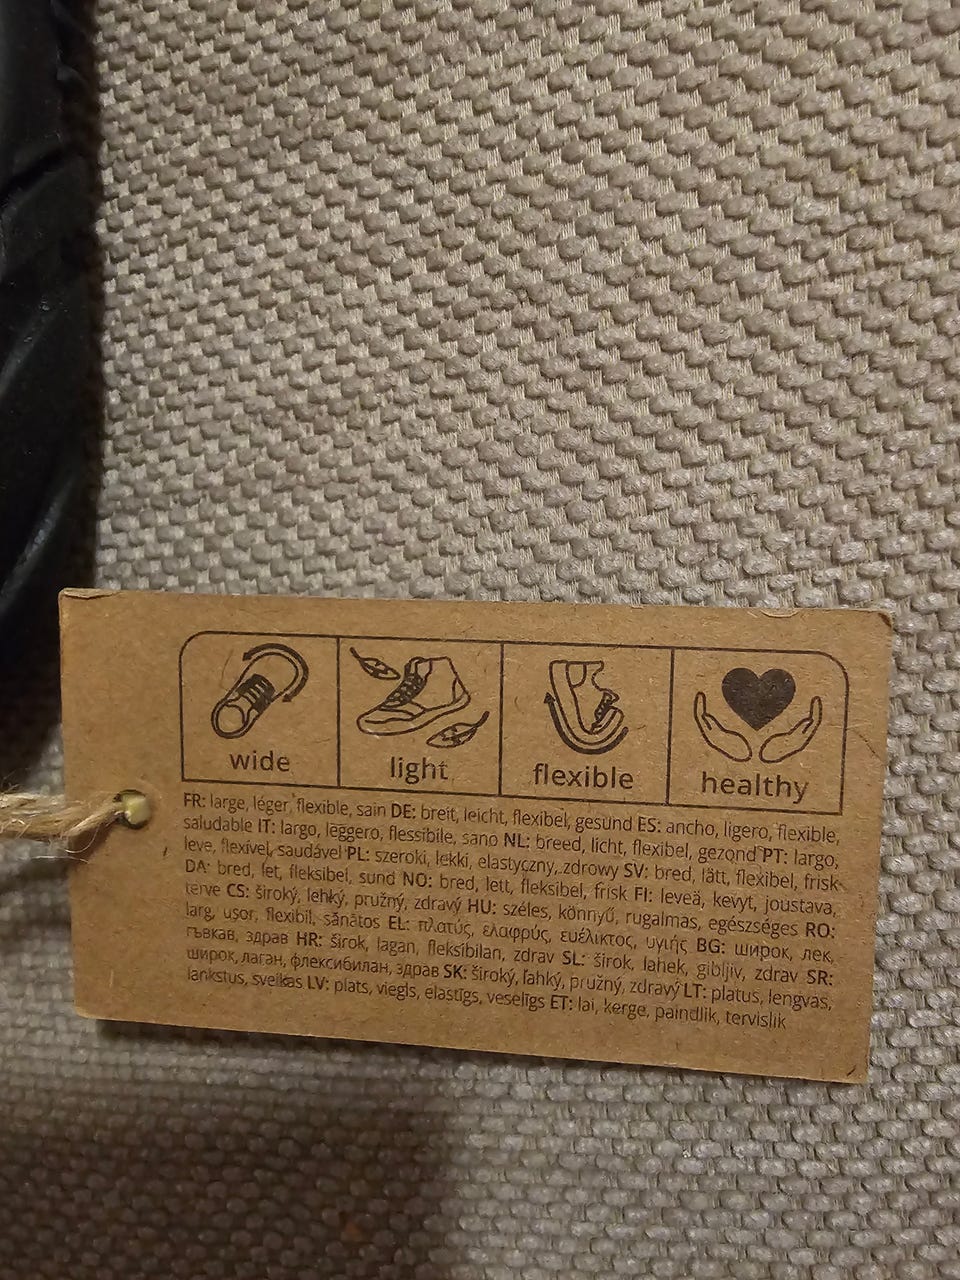 wide light flexible healthy
FR: large, léger, flexible, sain DE: breit, leicht, flexibel, gesund ES: ancho, ligero, flexible,
saludable IT: largo, leggero, flessibile, sano NL: breed, licht, flexibel, gezond PT: largo,
leve, flexível, saudável PL: szeroki, lekki, elastyczny, zdrowy SV: bred, lätt, flexibel, frisk
DA: bred, let, fleksibel, sund NO: bred, lett, fleksibel, frisk FI: leveä, kevyt, joustava,
terve CS: široký, lehký, pružný, zdravý HU: széles, könnyű, rugalmas, egészséges RO:
larg, ușor, flexibil, sănătos EL: πλατύς, ελαφρύς, ευέλικτος, υγιής BG: широк, лек,
гъвкав, здрав HR: širok, lagan, fleksibilan, zdrav SL: širok, lahek, gibljiv, zdrav SR:
широк, лаган, флексибилан, здрав SK: široký, ľahký, pružný, zdravý LT: platus, lengvas,
lankstus, sveikas LV: plats, viegls, elastīgs, veselīgs ET: lai, kerge, paindlik, tervislik